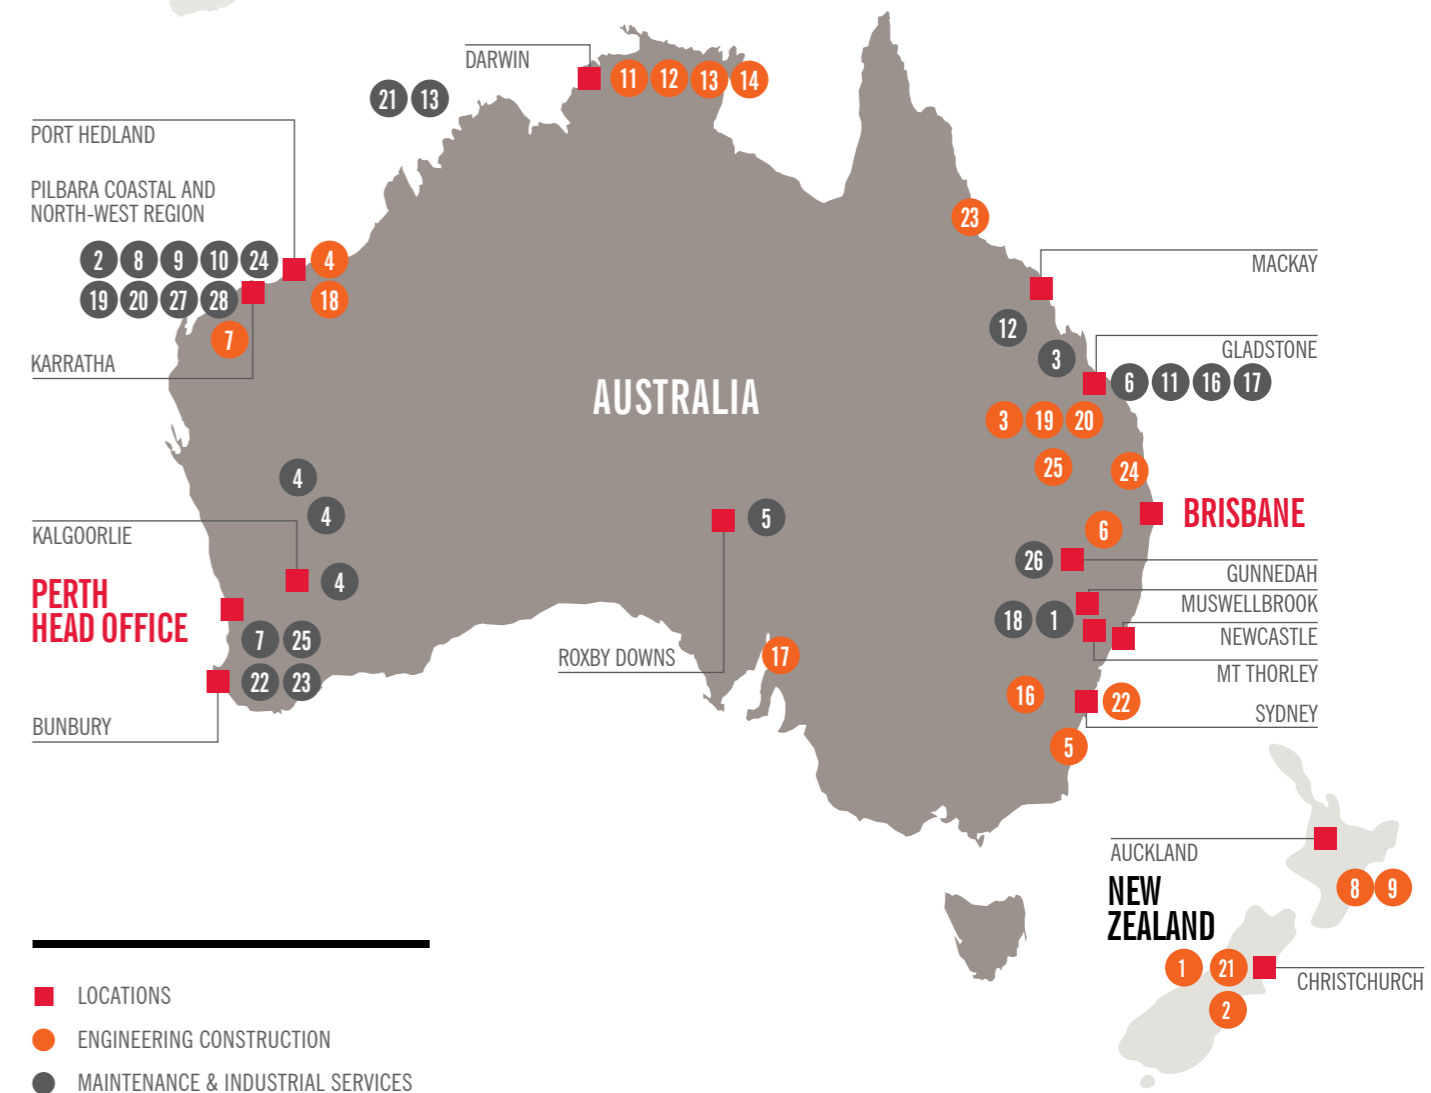 DARWIN
11 12 13 14
21 13
PORT HEDLAND
PILBARA COASTAL AND
NORTH-WEST REGION
23
2 8 9 10 24
4
MACKAY
19 20 27 28
18
12
7
GLADSTONE
3
KARRATHA
6 11 16 17
AUSTRALIA
3 19 20
25
24
4
4
5
BRISBANE
KALGOORLIE
6
26
GUNNEDAH
4
PERTH
HEAD OFFICE
MUSWELLBROOK
18 1
NEWCASTLE
7 25
ROXBY DOWNS
17
MT THORLEY
22 23
16
22
SYDNEY
BUNBURY
5
AUCKLAND
NEW
ZEALAND
8 9
1 21
CHRISTCHURCH
2
LOCATIONS
ENGINEERING CONSTRUCTION
MAINTENANCE & INDUSTRIAL SERVICES